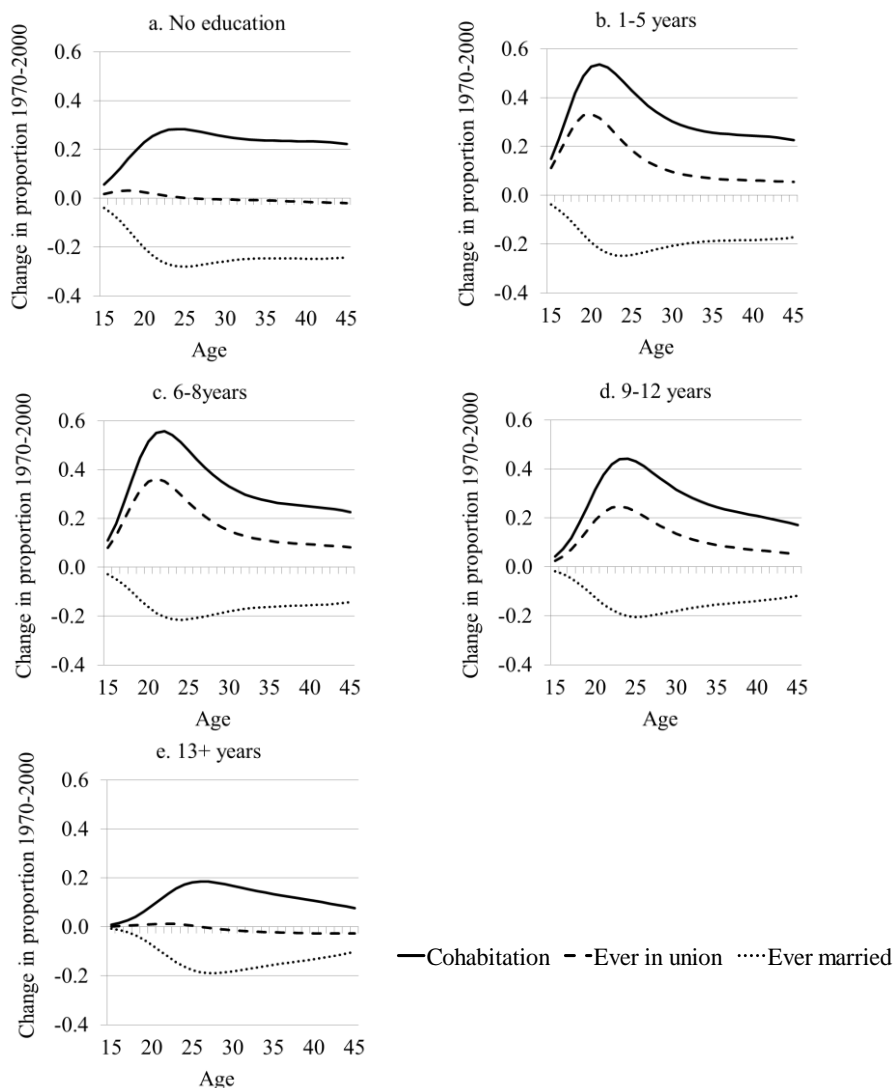 a. No education
Change in proportion 1970-2000
0.6
0.4
0.2
0.0
-0.2
-0.4
15 20 25 30 35 40 45
Age
b. 1-5 years
Change in proportion 1970-2000
0.6
0.4
0.2
0.0
-0.2
-0.4
15 20 25 30 35 40 45
Age
c. 6-8years
Change in proportion 1970-2000
0.6
0.4
0.2
0.0
-0.2
-0.4
15 20 25 30 35 40 45
Age
d. 9-12 years
Change in proportion 1970-2000
0.6
0.4
0.2
0.0
-0.2
-0.4
15 20 25 30 35 40 45
Age
e. 13+ years
Change in proportion 1970-2000
0.6
0.4
0.2
0.0
-0.2
-0.4
15 20 25 30 35 40 45
Age
Cohabitation Ever in union Ever married